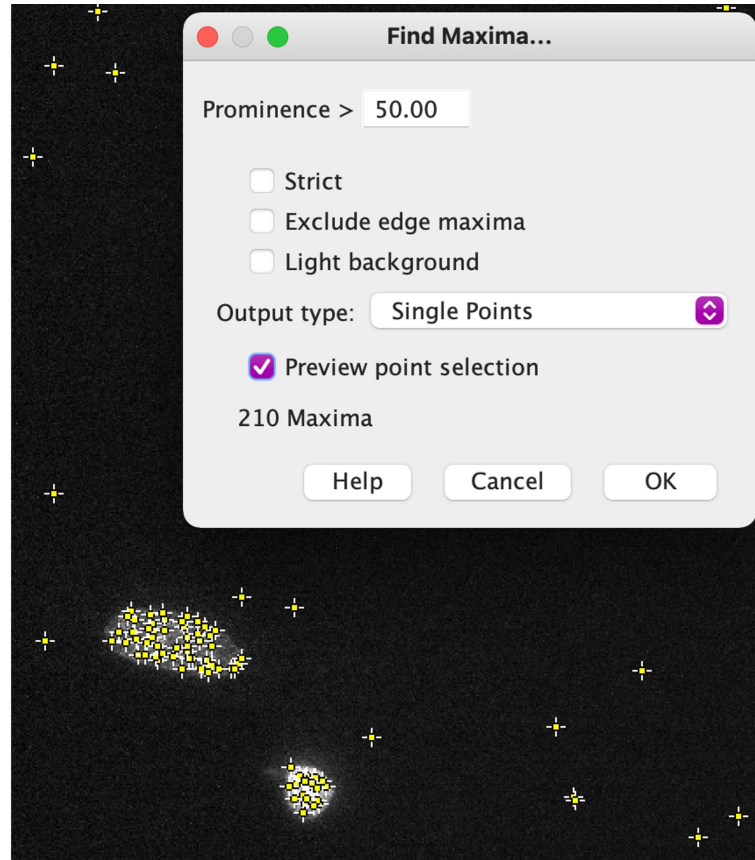 Find Maxima...
Prominence > 50.00
Strict
Exclude edge maxima
Light background
Output type: Single Points
Preview point selection
210 Maxima
Help Cancel OK